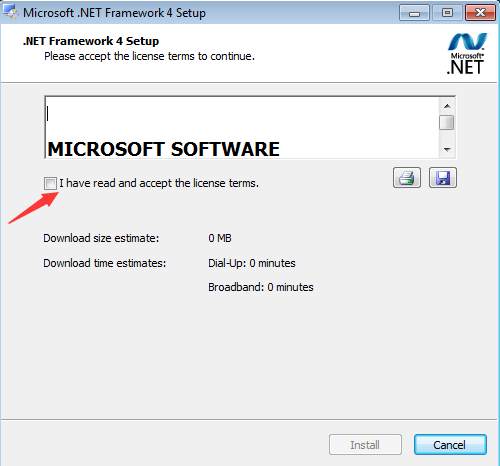 Microsoft .NET Framework 4 Setup
.NET Framework 4 Setup
Please accept the license terms to continue.
Microsoft®
.NET
MICROSOFT SOFTWARE
I have read and accept the license terms.
Download size estimate: 0 MB
Download time estimates: Dial-Up: 0 minutes
Broadband: 0 minutes
Install Cancel